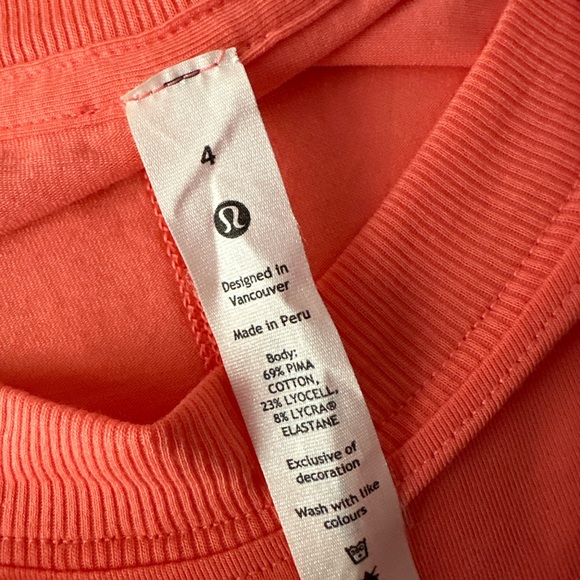 4
Designed in
Vancouver
Made in Peru
Body:
69% PIMA
COTTON,
23% LYOCELL,
8% LYCRA®
ELASTANE
Exclusive of
decoration
Wash with like
colours